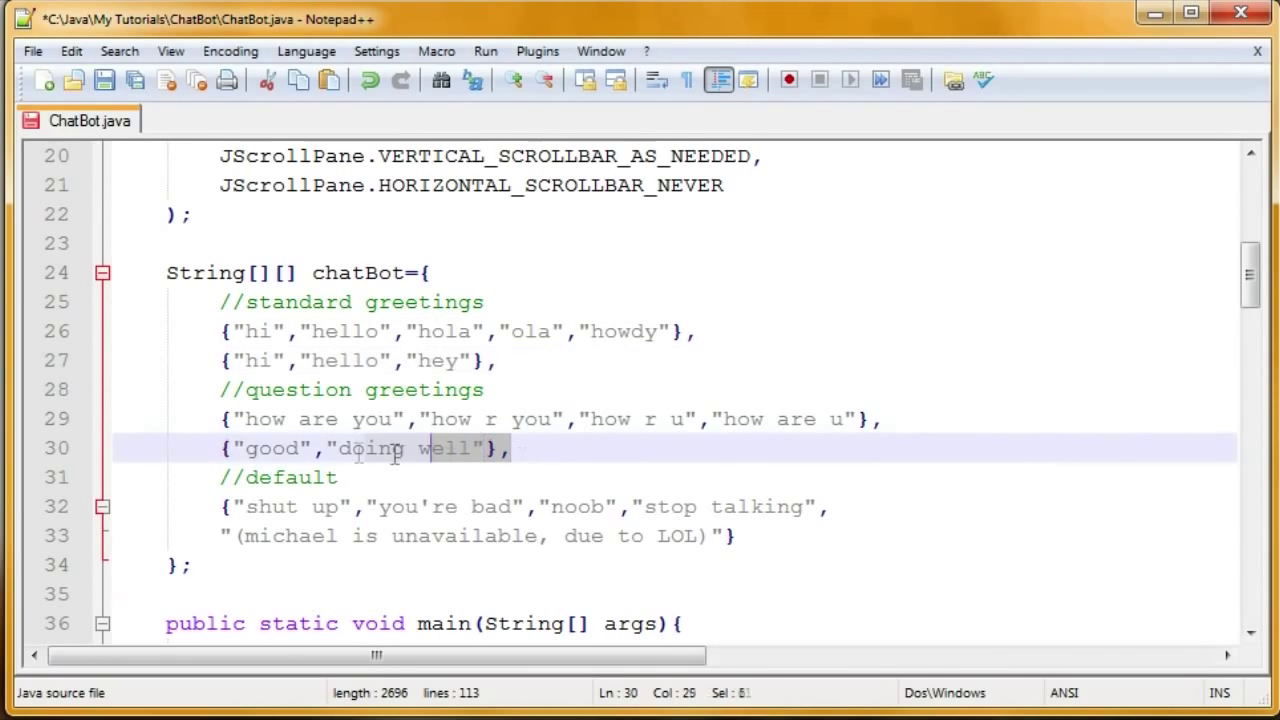 *C:\Java\My Tutorials\ChatBot\ChatBot.java - Notepad++
File Edit Search View Encoding Language Settings Macro Run Plugins Window ? X
ChatBot.java
20 JScrollPane.VERTICAL_SCROLLBAR_AS_NEEDED,
21 JScrollPane.HORIZONTAL_SCROLLBAR_NEVER
22 );
23
24 String[][] chatBot={
25 //standard greetings
26 {"hi","hello","hola","ola","howdy"},
27 {"hi","hello","hey"},
28 //question greetings
29 {"how are you","how r you","how r u","how are u"},
30 {"good","doing well"},
31 //default
32 {"shut up","you're bad","noob","stop talking",
33 "(michael is unavailable, due to LOL)"}
34 };
35
36 public static void main(String[] args){
Java source file length : 2696 lines : 113 Ln : 30 Col : 29 Sel : Dos\Windows ANSI INS